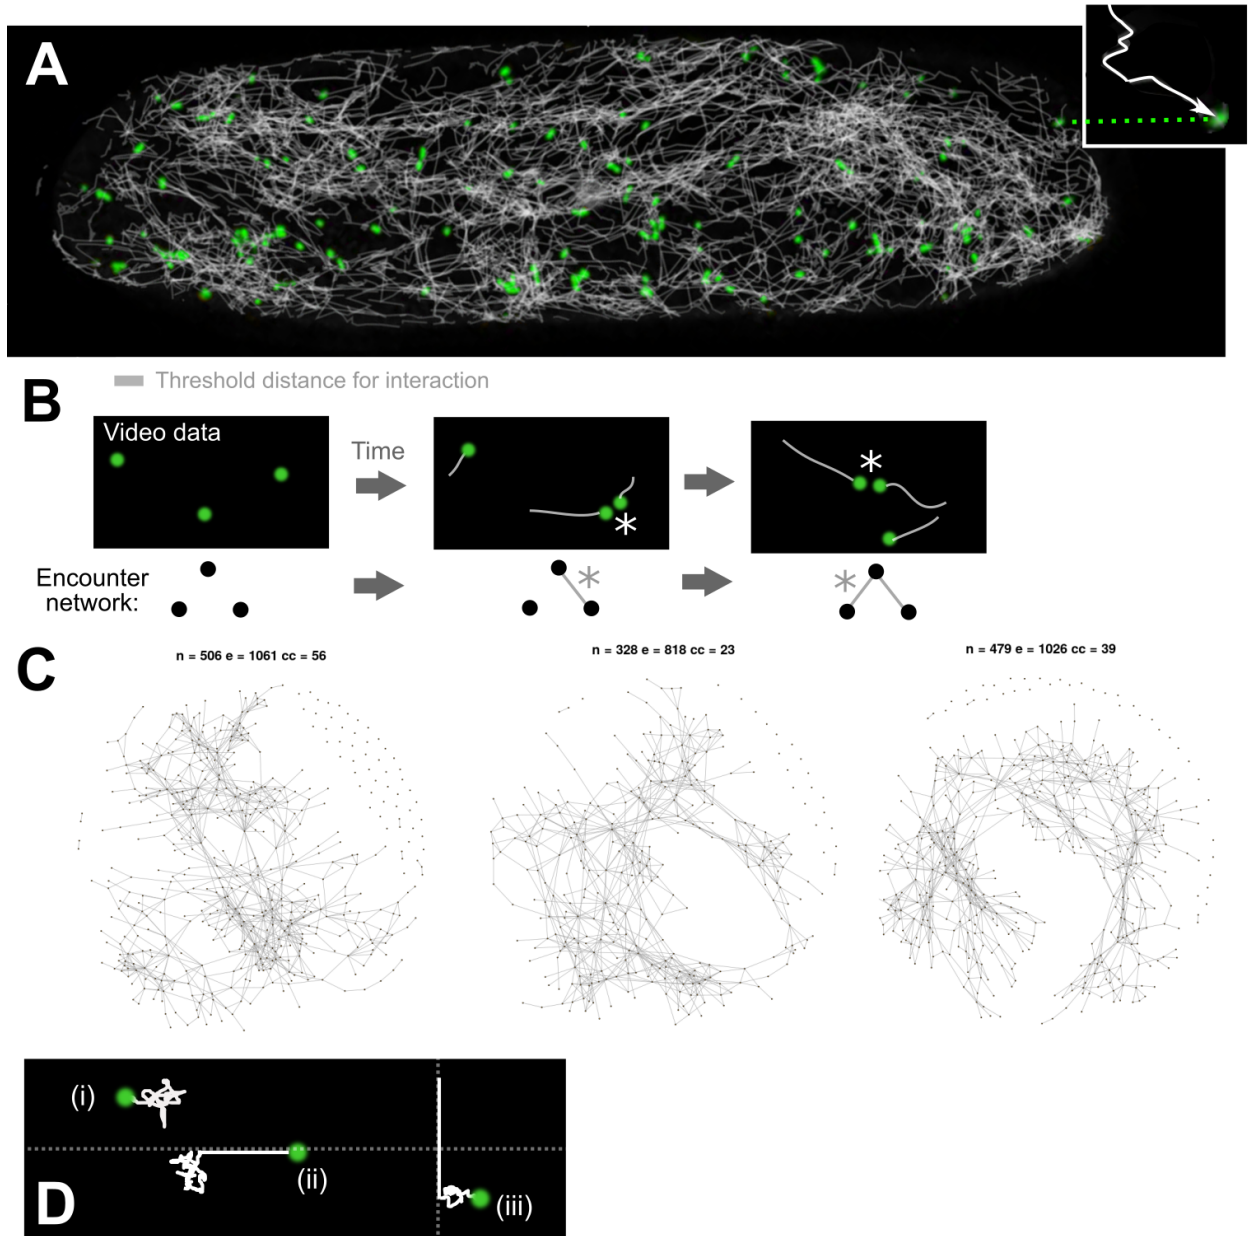 A
B
Threshold distance for interaction
Video data
Time
*
*
Encounter
network:
*
*
C
n = 506 e = 1061 cc = 56
n = 328 e = 818 cc = 23
n = 479 e = 1026 cc = 39
(i)
(ii)
(iii)
D